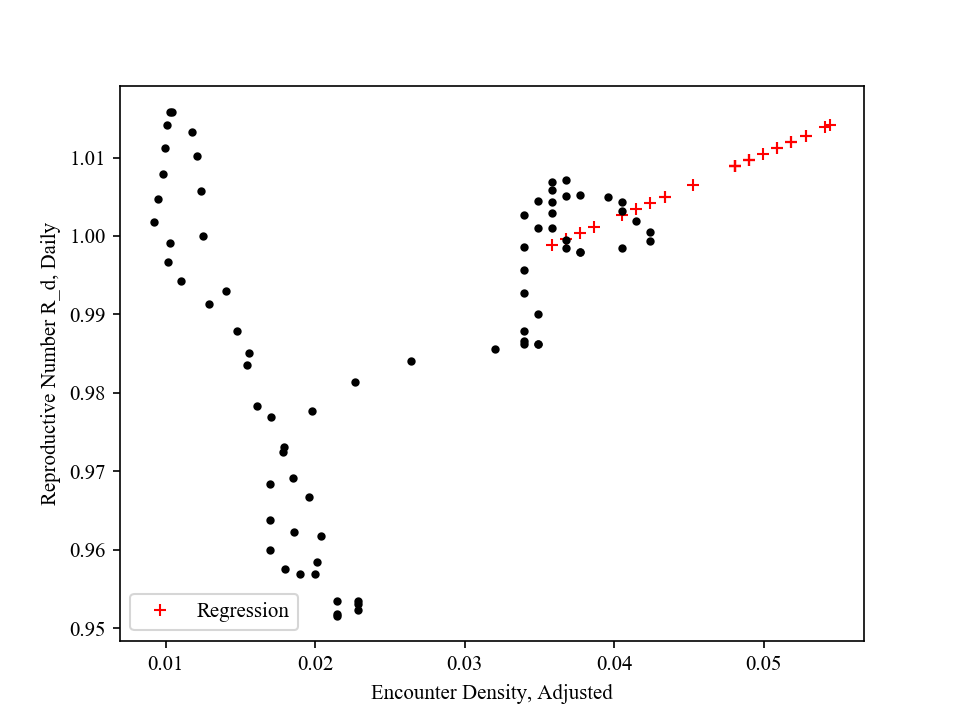 1.01
1.00
0.99
0.98
0.97
0.96
0.95
Reproductive Number R_d, Daily
Regression
0.01 0.02 0.03 0.04 0.05
Encounter Density, Adjusted